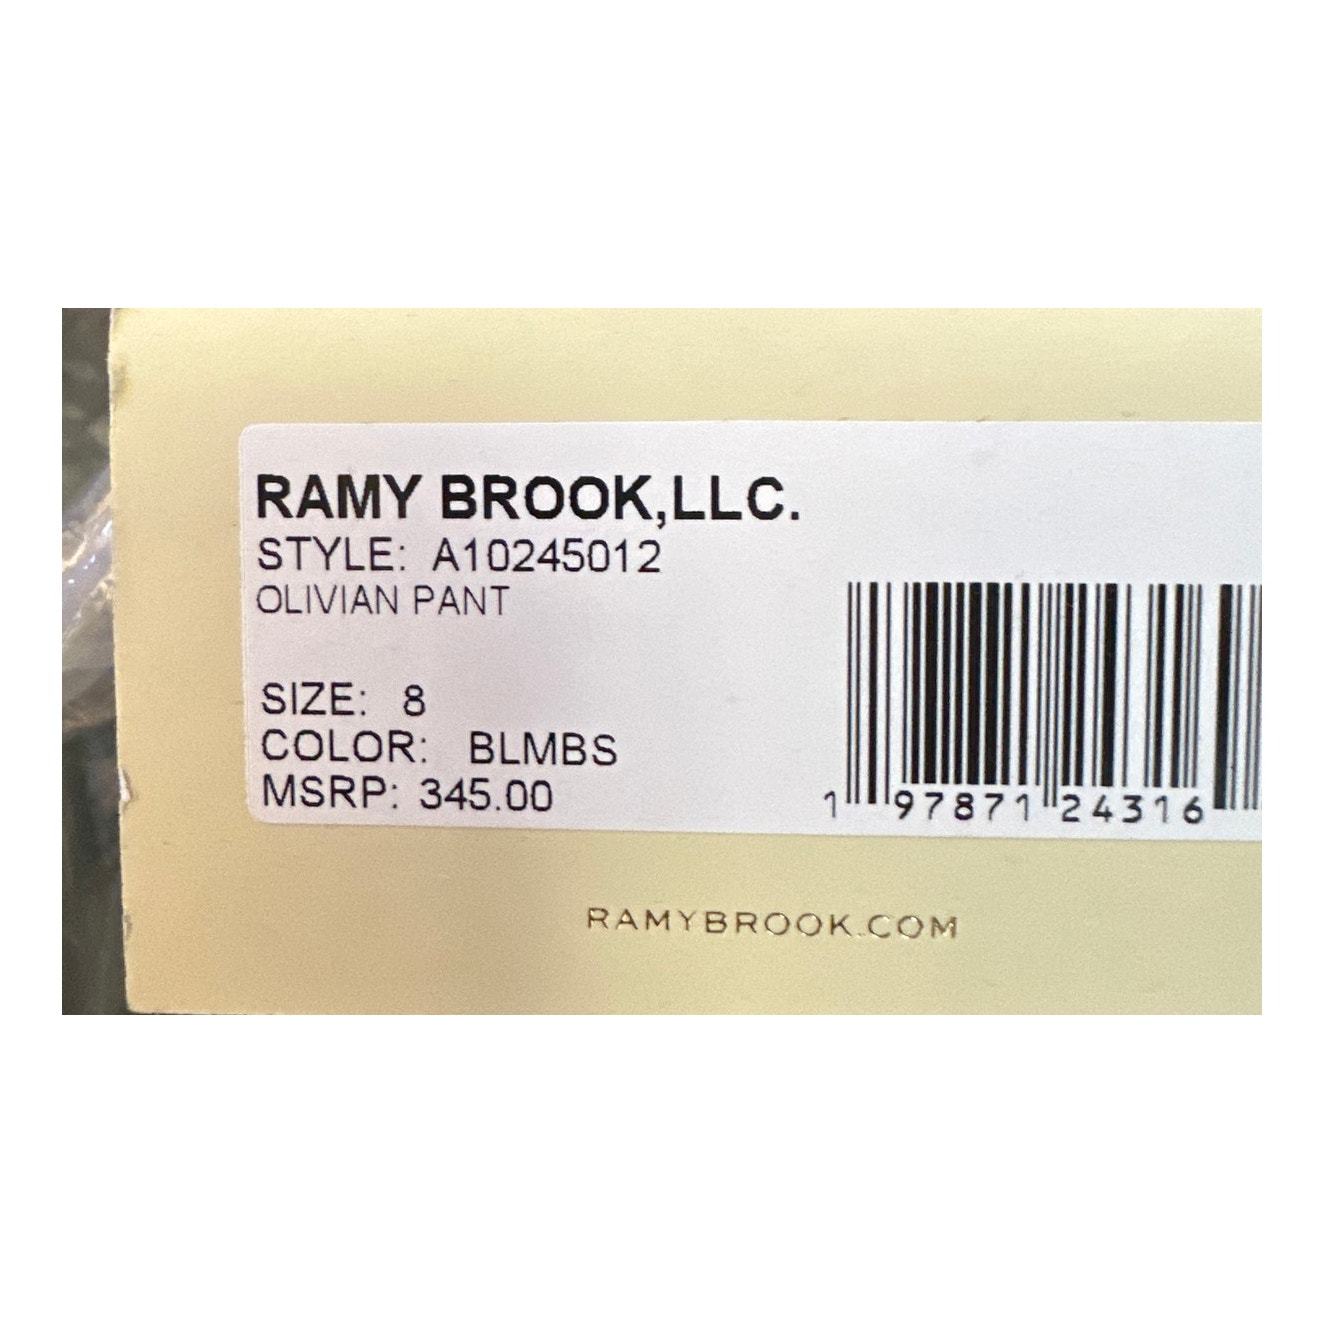 RAMY BROOK,LLC.
STYLE: A10245012
OLIVIAN PANT
SIZE: 8
COLOR: BLMBS
MSRP: 345.00
1 97871 24316
RAMYBROOK.COM